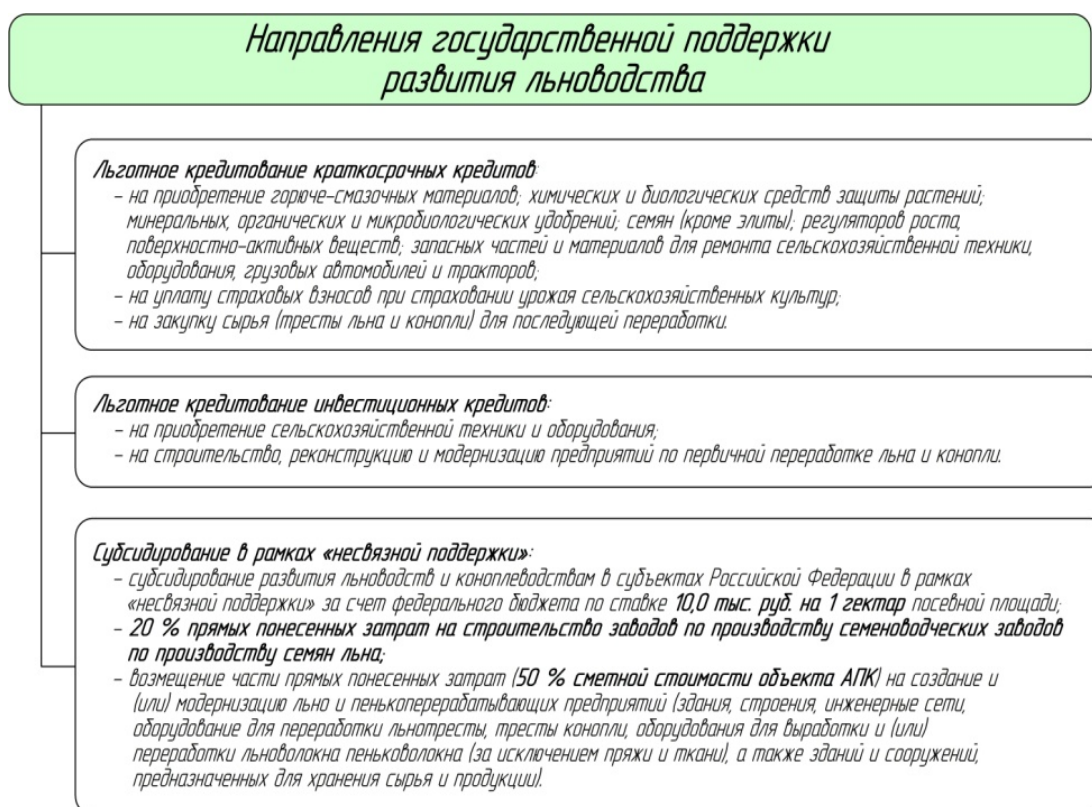 Направления государственной поддержки
развития льноводства
Льготное кредитование краткосрочных кредитов:
– на приобретение горюче-смазочных материалов; химических и биологических средств защиты растений;
минеральных, органических и микробиологических удобрений; семян (кроме элиты); регуляторов роста,
поверхностно-активных веществ; запасных частей и материалов для ремонта сельскохозяйственной техники,
оборудования, грузовых автомобилей и тракторов;
– на уплату страховых взносов при страховании урожая сельскохозяйственных культур;
– на закупку сырья (тресты льна и конопли) для последующей переработки.
Льготное кредитование инвестиционных кредитов:
– на приобретение сельскохозяйственной техники и оборудования;
– на строительство, реконструкцию и модернизацию предприятий по первичной переработке льна и конопли.
Субсидирование в рамках «несвязной поддержки»:
– субсидирование развития льноводств и коноплеводствам в субъектах Российской Федерации в рамках
«несвязной поддержки» за счет федерального бюджета по ставке 10,0 тыс. руб. на 1 гектар посевной площади;
– 20 % прямых понесенных затрат на строительство заводов по производству семеноводческих заводов
по производству семян льна;
– возмещение части прямых понесенных затрат (50 % сметной стоимости объекта АПК) на создание и
(или) модернизацию льно и пенькоперерабатывающих предприятий (здания, строения, инженерные сети,
оборудование для переработки льнотресты, тресты конопли, оборудования для выработки и (или)
переработки льноволокна пеньковолокна (за исключением пряжи и ткани), а также зданий и сооружений,
предназначенных для хранения сырья и продукции).